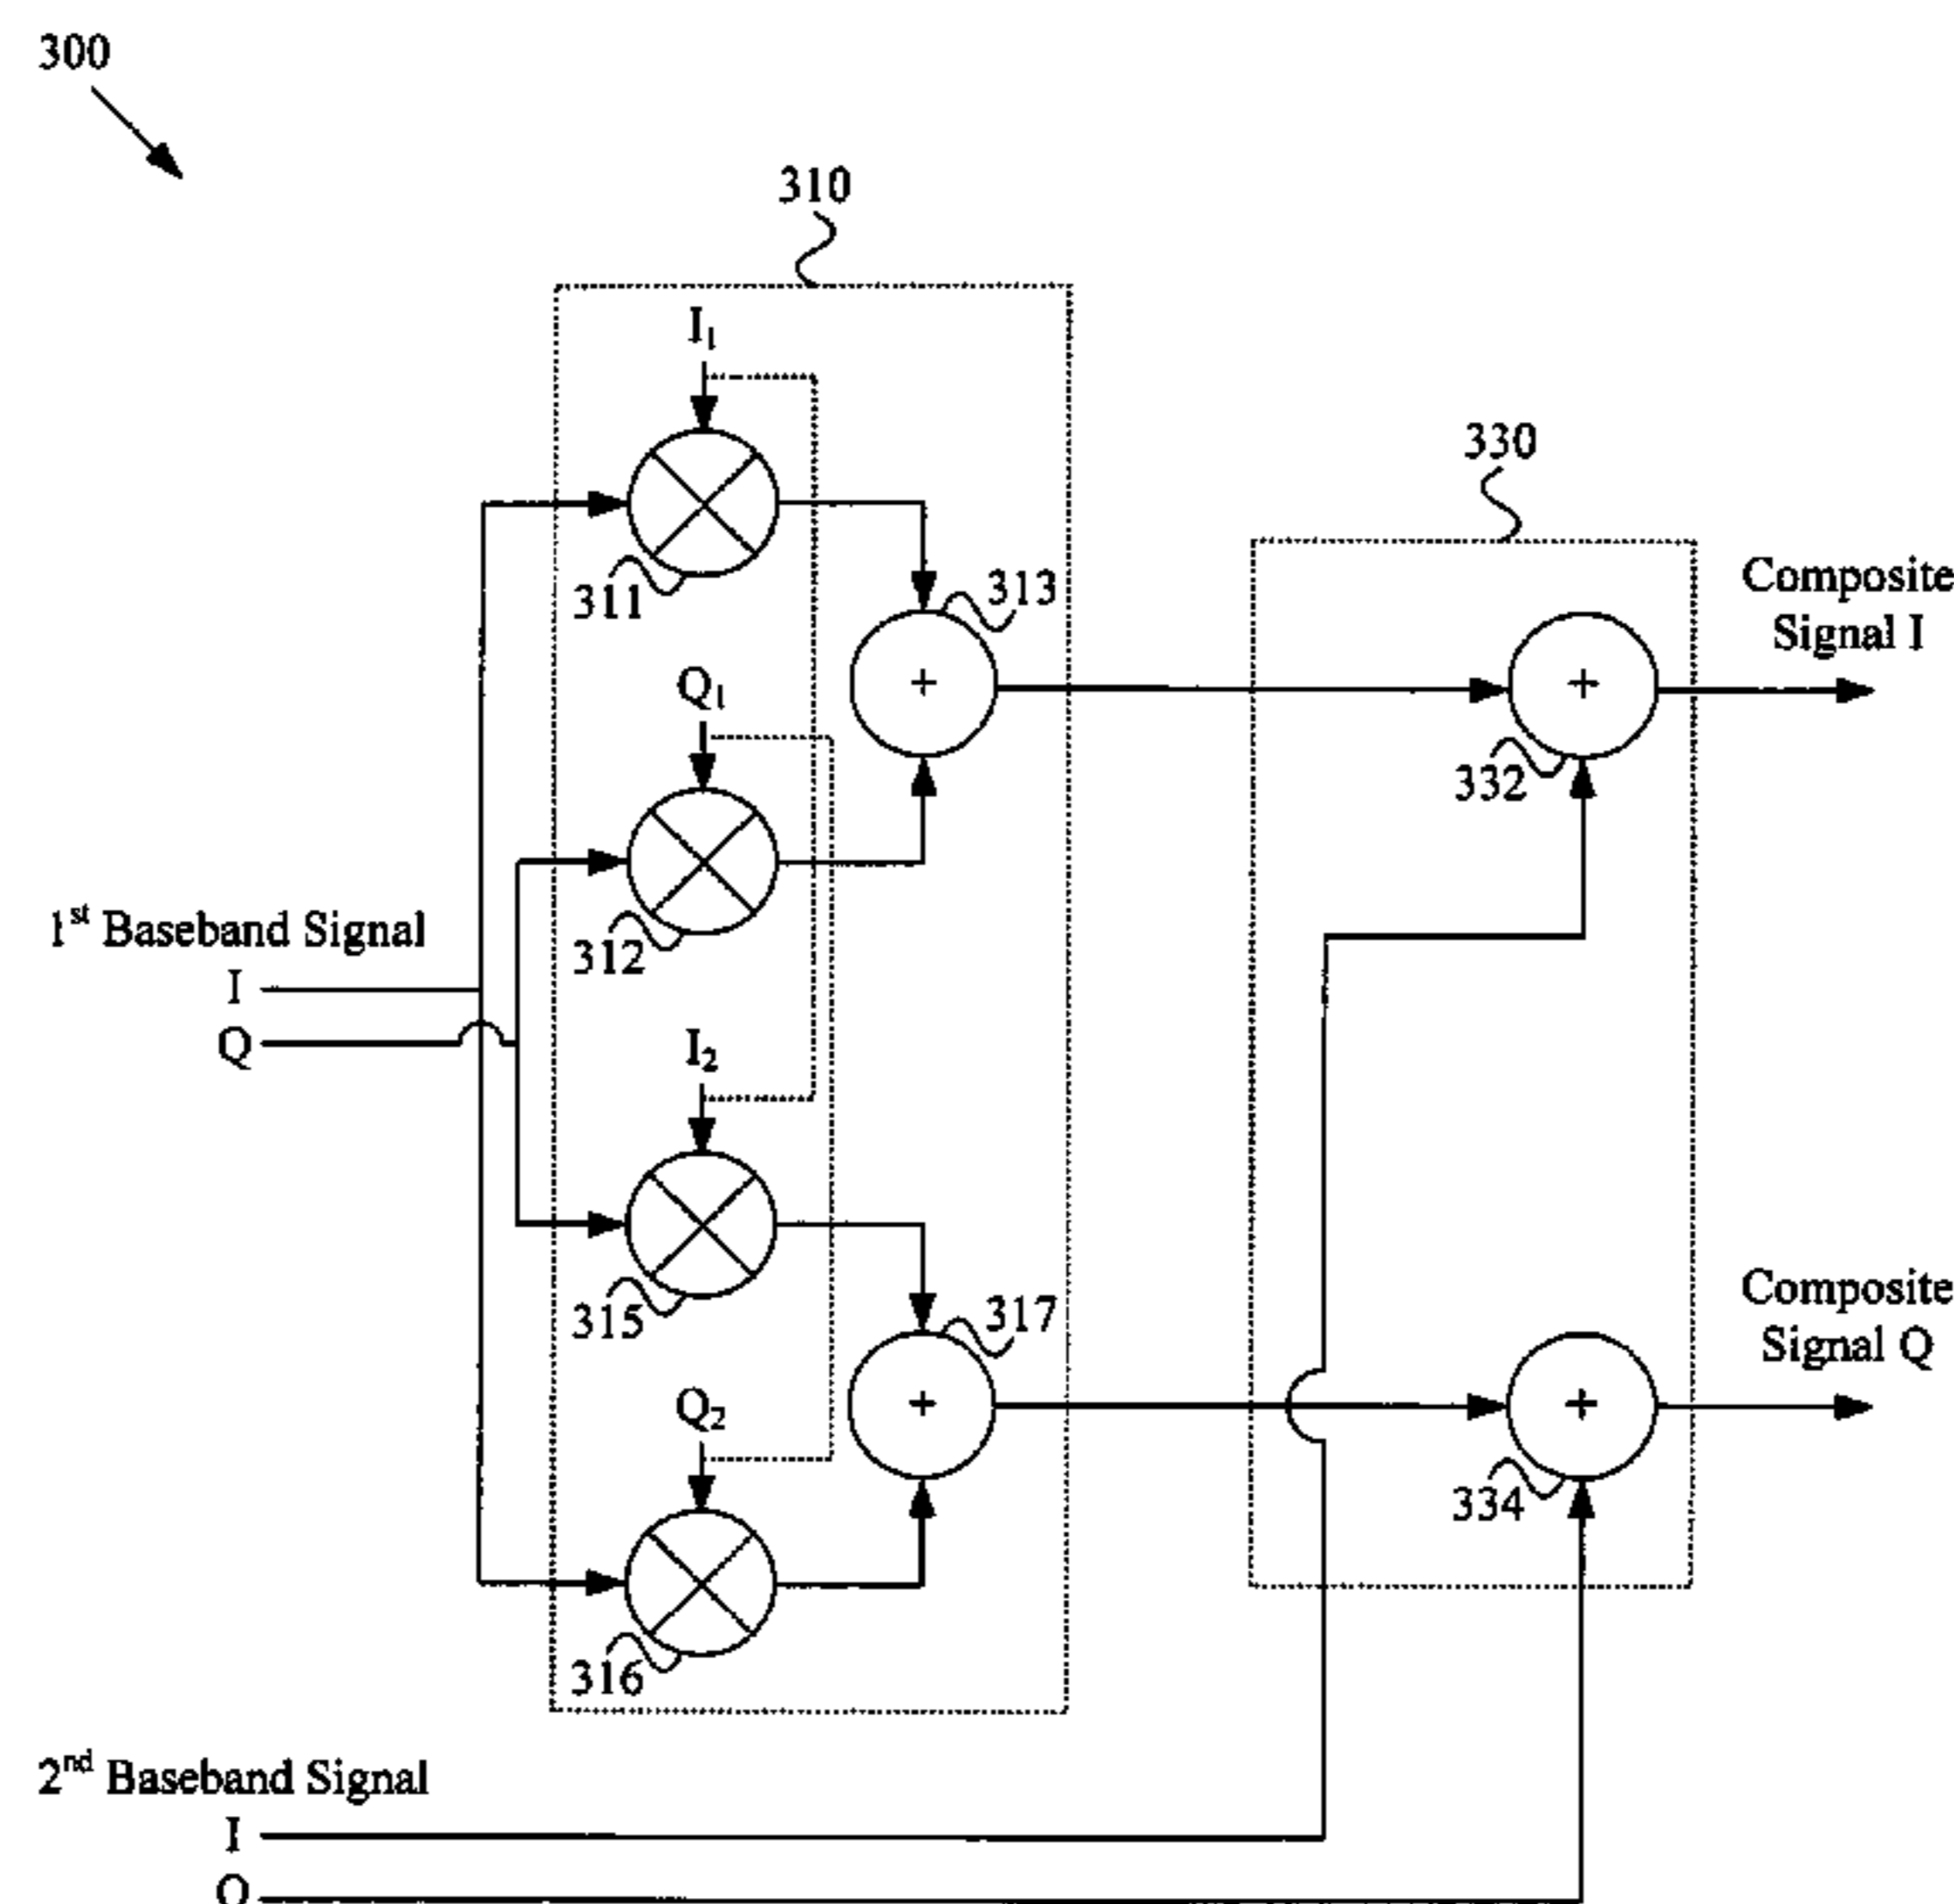 300
310
I₁
330
Composite
Signal I
311
313
Q₁
+
+
332
1st Baseband Signal
I
Q
312
I₂
Composite
Signal Q
315
317
Q₂
+
+
334
316
2nd Baseband Signal
I
Q